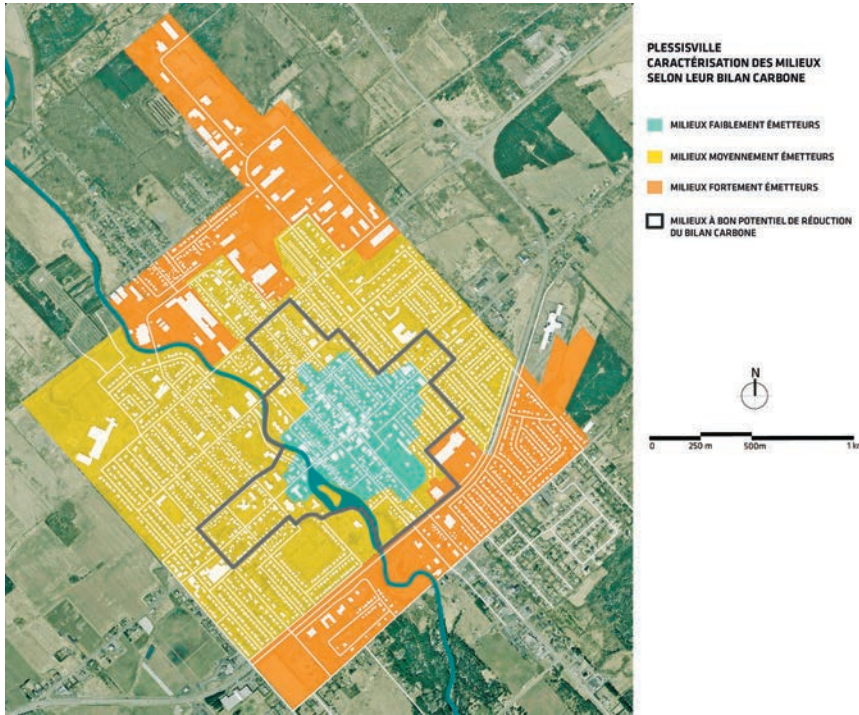 PLESSISVILLE
CARACTÉRISATION DES MILIEUX
SELON LEUR BILAN CARBONE
MILIEUX FAIBLEMENT ÉMETTEURS
MILIEUX MOYENNEMENT ÉMETTEURS
MILIEUX FORTEMENT ÉMETTEURS
MILIEUX À BON POTENTIEL DE RÉDUCTION
DU BILAN CARBONE
N
0 250 m 500m 1 k